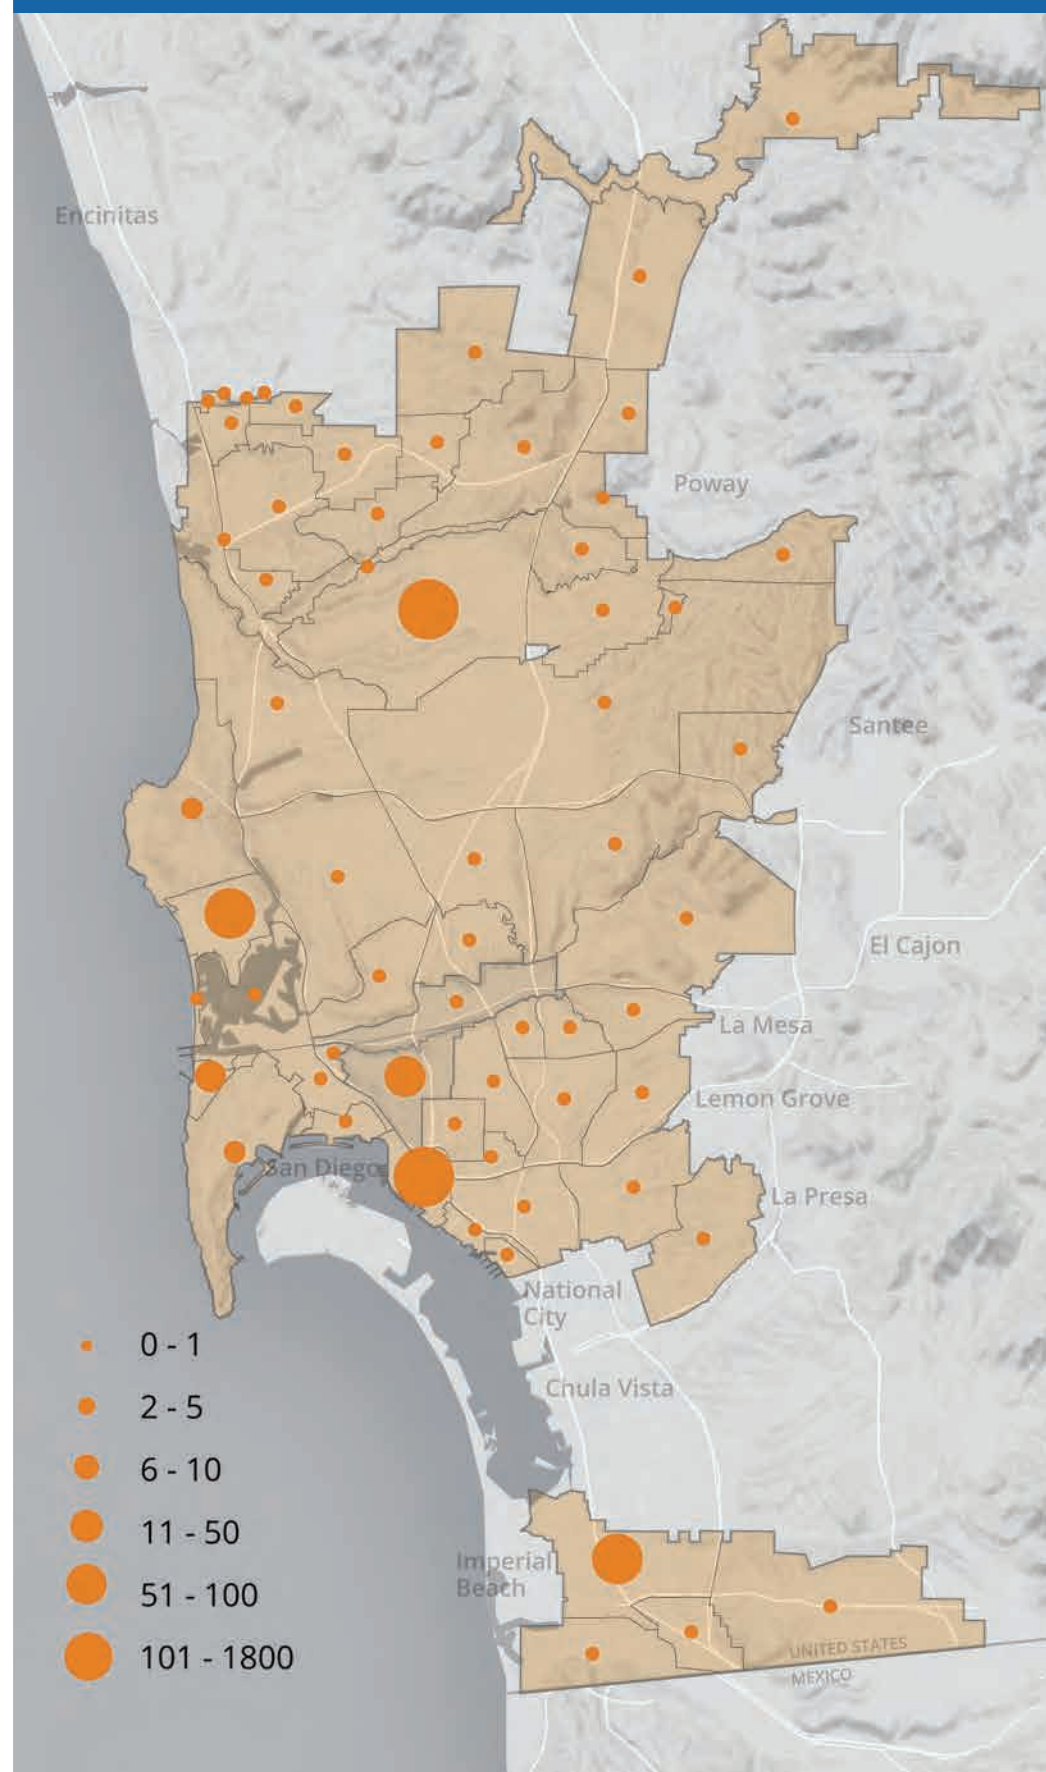 Encinitas
Poway
Santee
El Cajon
La Mesa
Lemon Grove
San Diego
La Presa
National
City
Chula Vista
0 - 1
2 - 5
6 - 10
11 - 50
51 - 100
101 - 1800
Imperial
Beach
UNITED STATES
MEXICO